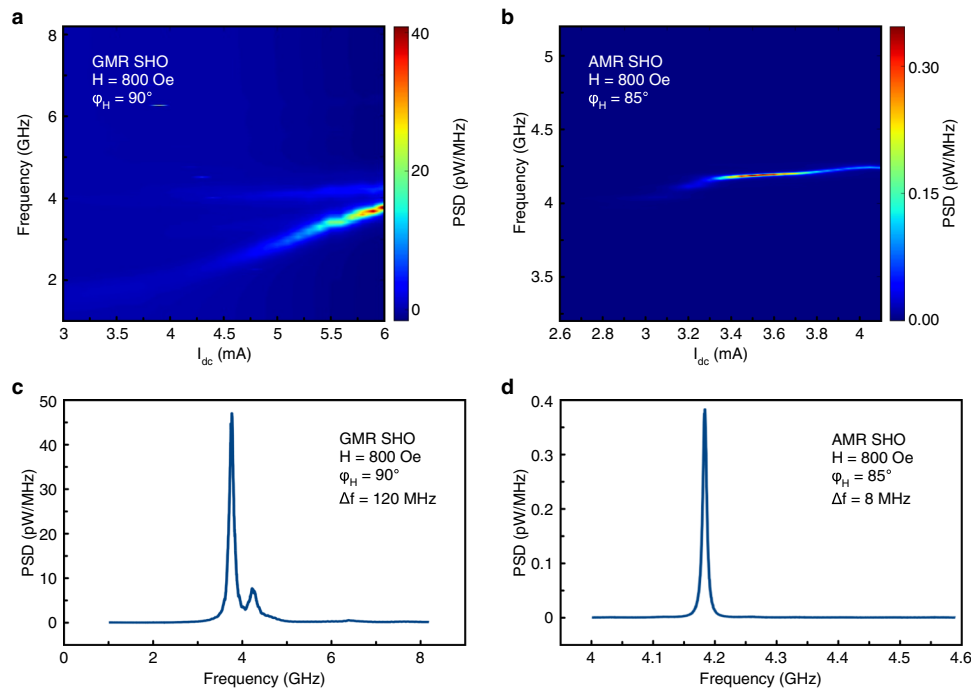 a
8
6
4
2
Frequency (GHz)
GMR SHO
H = 800 Oe
φH = 90°
3
4
4.5
5
5.5
6
Idc (mA)
40
20
0
PSD (pW/MHz)
b
5
4.5
4
3.5
Frequency (GHz)
AMR SHO
H = 800 Oe
φH = 85°
2.6
2.8
3
3.2
3.4
3.6
3.8
4
Idc (mA)
0.30
0.15
0.00
PSD (pW/MHz)
c
50
40
30
20
10
0
PSD (pW/MHz)
GMR SHO
H = 800 Oe
φH = 90°
Δf = 120 MHz
0
2
4
6
8
Frequency (GHz)
d
0.4
0.3
0.2
0.1
0
PSD (pW/MHz)
AMR SHO
H = 800 Oe
φH = 85°
Δf = 8 MHz
4
4.1
4.2
4.3
4.4
4.5
4.6
Frequency (GHz)